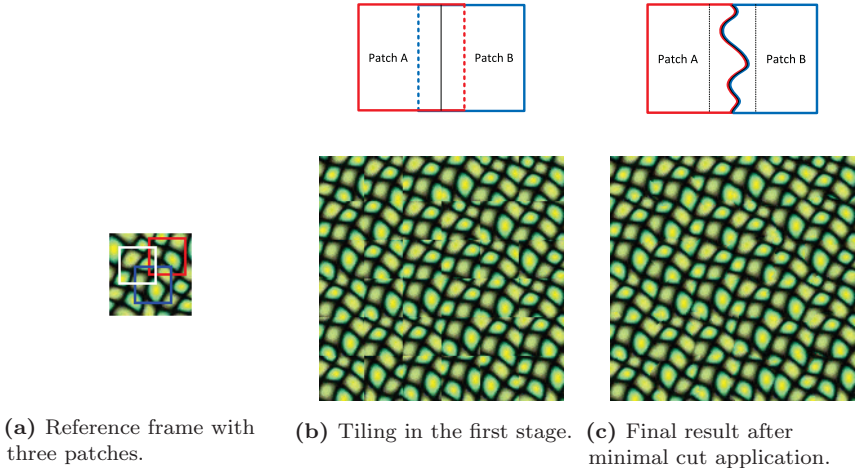 Patch A
Patch B
Patch A
Patch B
(a) Reference frame with
three patches.
(b) Tiling in the first stage.
(c) Final result after
minimal cut application.